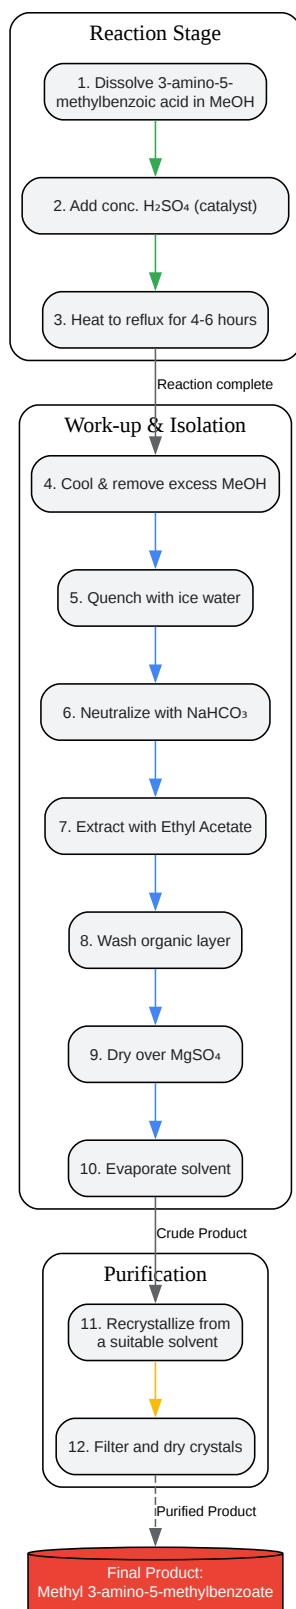 Reaction Stage
1. Dissolve 3-amino-5-
methylbenzoic acid in MeOH
2. Add conc. H₂SO₄ (catalyst)
3. Heat to reflux for 4-6 hours
Reaction complete
Work-up & Isolation
4. Cool & remove excess MeOH
5. Quench with ice water
6. Neutralize with NaHCO₃
7. Extract with Ethyl Acetate
8. Wash organic layer
9. Dry over MgSO₄
10. Evaporate solvent
Crude Product
Purification
11. Recrystallize from
a suitable solvent
12. Filter and dry crystals
Purified Product
Final Product:
Methyl 3-amino-5-methylbenzoate